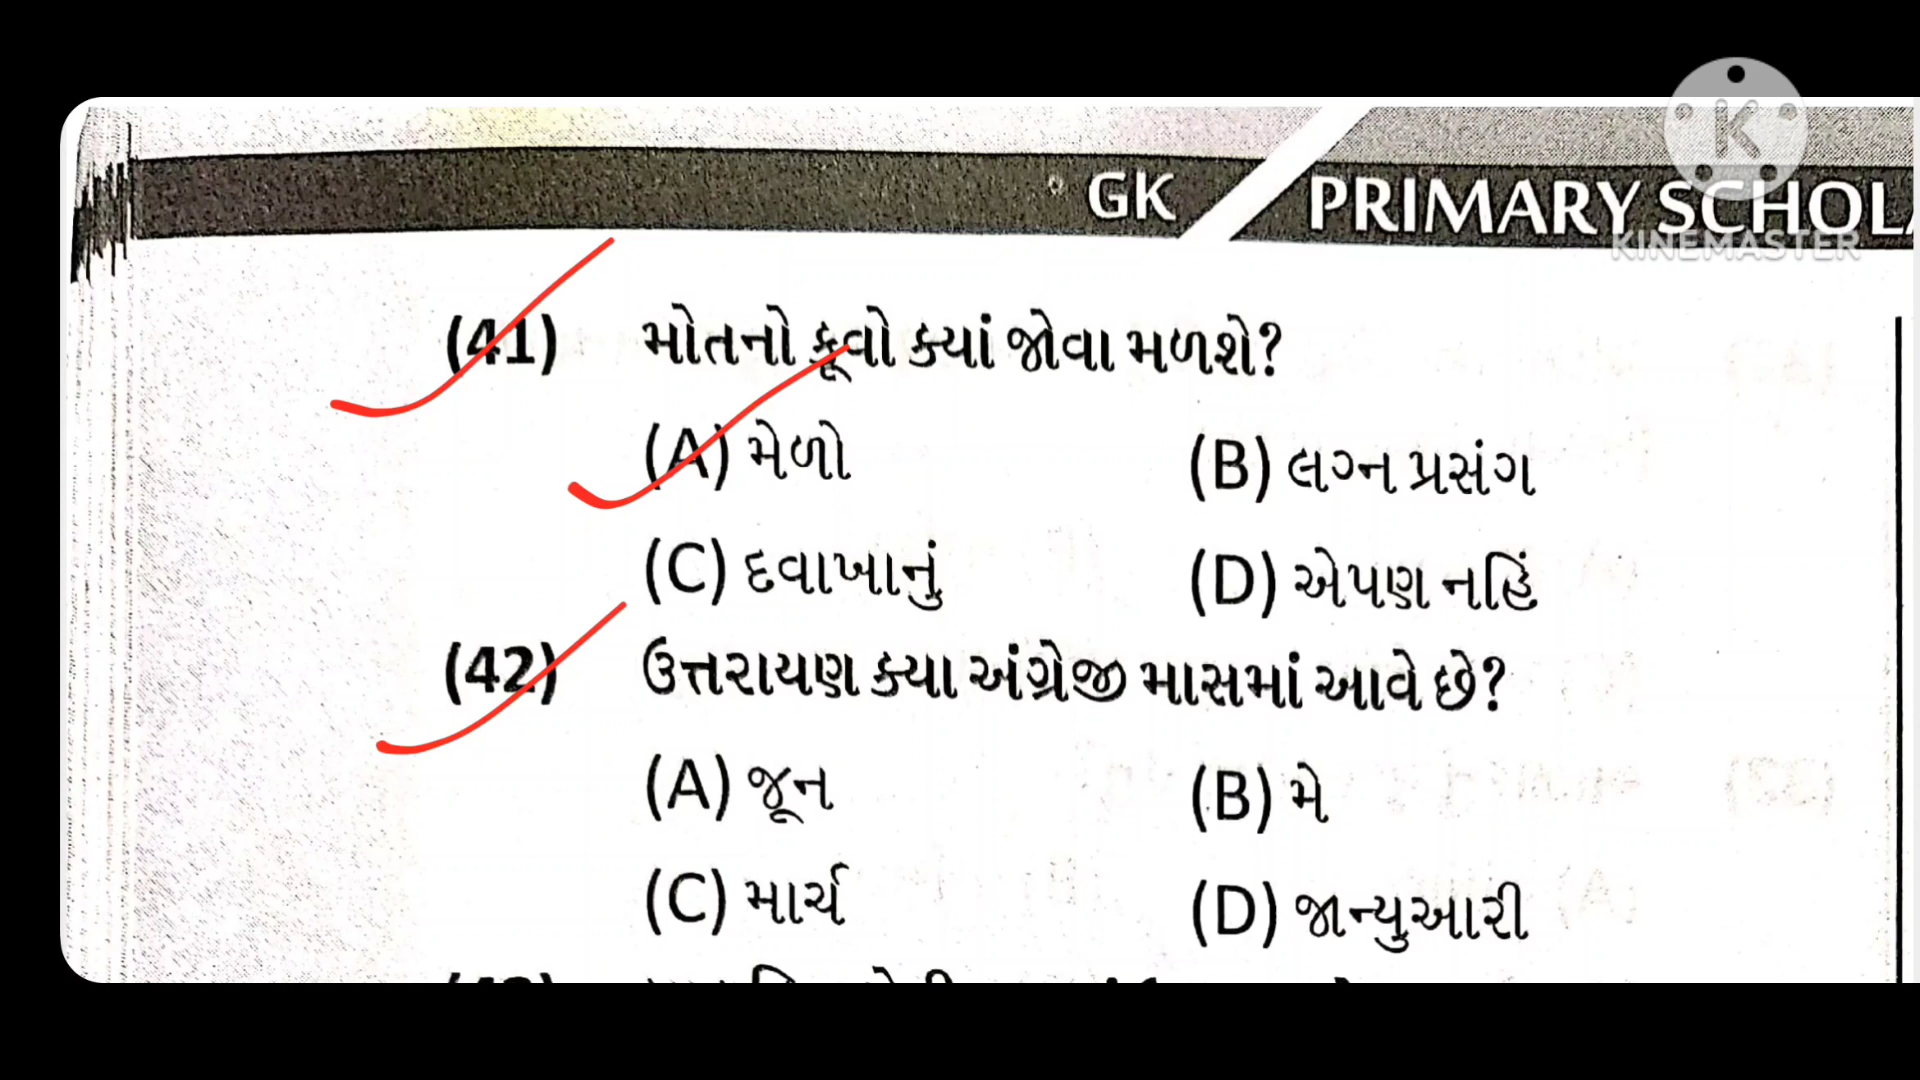 GK PRIMARY SCHOL
K
KINEMASTER
(41) મોતનો કૂવો ક્યાં જોવા મળશે?
(A) મેળો (B) લગ્ન પ્રસંગ
(C) દવાખાનું (D) એપણ નહિં
(42) ઉત્તરાયણ ક્યા અંગ્રેજી માસમાં આવે છે?
(A) જૂન (B) મે
(C) માર્ચ (D) જાન્યુઆરી